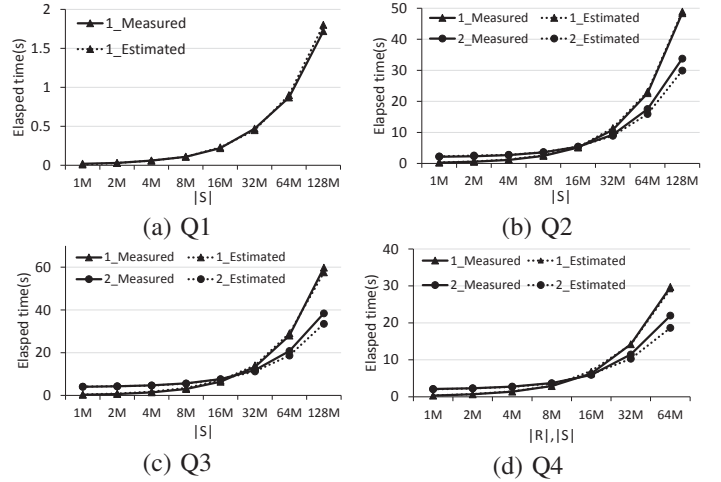 Elasped time(s)
2
1.5
1
0.5
0
1_Measured
1_Estimated
1M 2M 4M 8M 16M 32M 64M 128M
|S|
(a) Q1
Elapsed time(s)
50
40
30
20
10
0
1_Measured 1_Estimated
2_Measured 2_Estimated
1M 2M 4M 8M 16M 32M 64M 128M
|S|
(b) Q2
Elasped time(s)
60
40
20
0
1_Measured 1_Estimated
2_Measured 2_Estimated
1M 2M 4M 8M 16M 32M 64M 128M
|S|
(c) Q3
Elasped time(s)
40
30
20
10
0
1_Measured 1_Estimated
2_Measured 2_Estimated
1M 2M 4M 8M 16M 32M 64M
|R|,|S|
(d) Q4